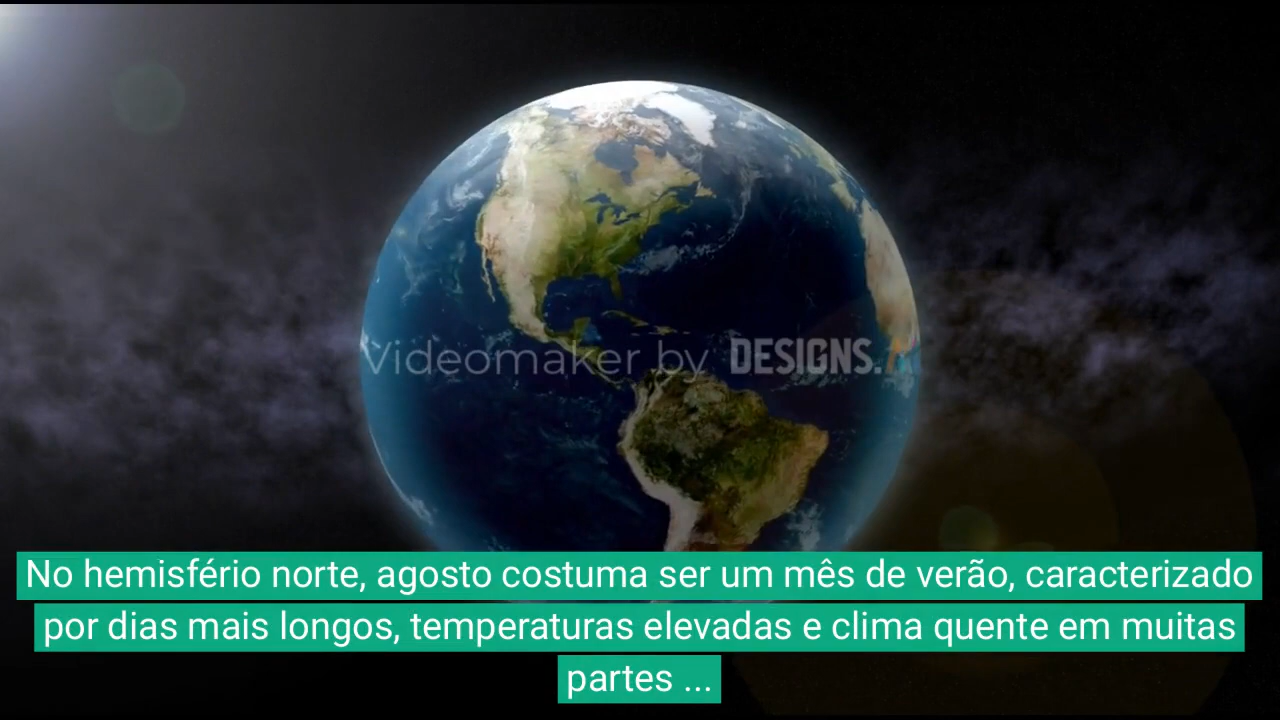 Videomaker by DESIGNS.
No hemisfério norte, agosto costuma ser um mês de verão, caracterizado
por dias mais longos, temperaturas elevadas e clima quente em muitas
partes ...